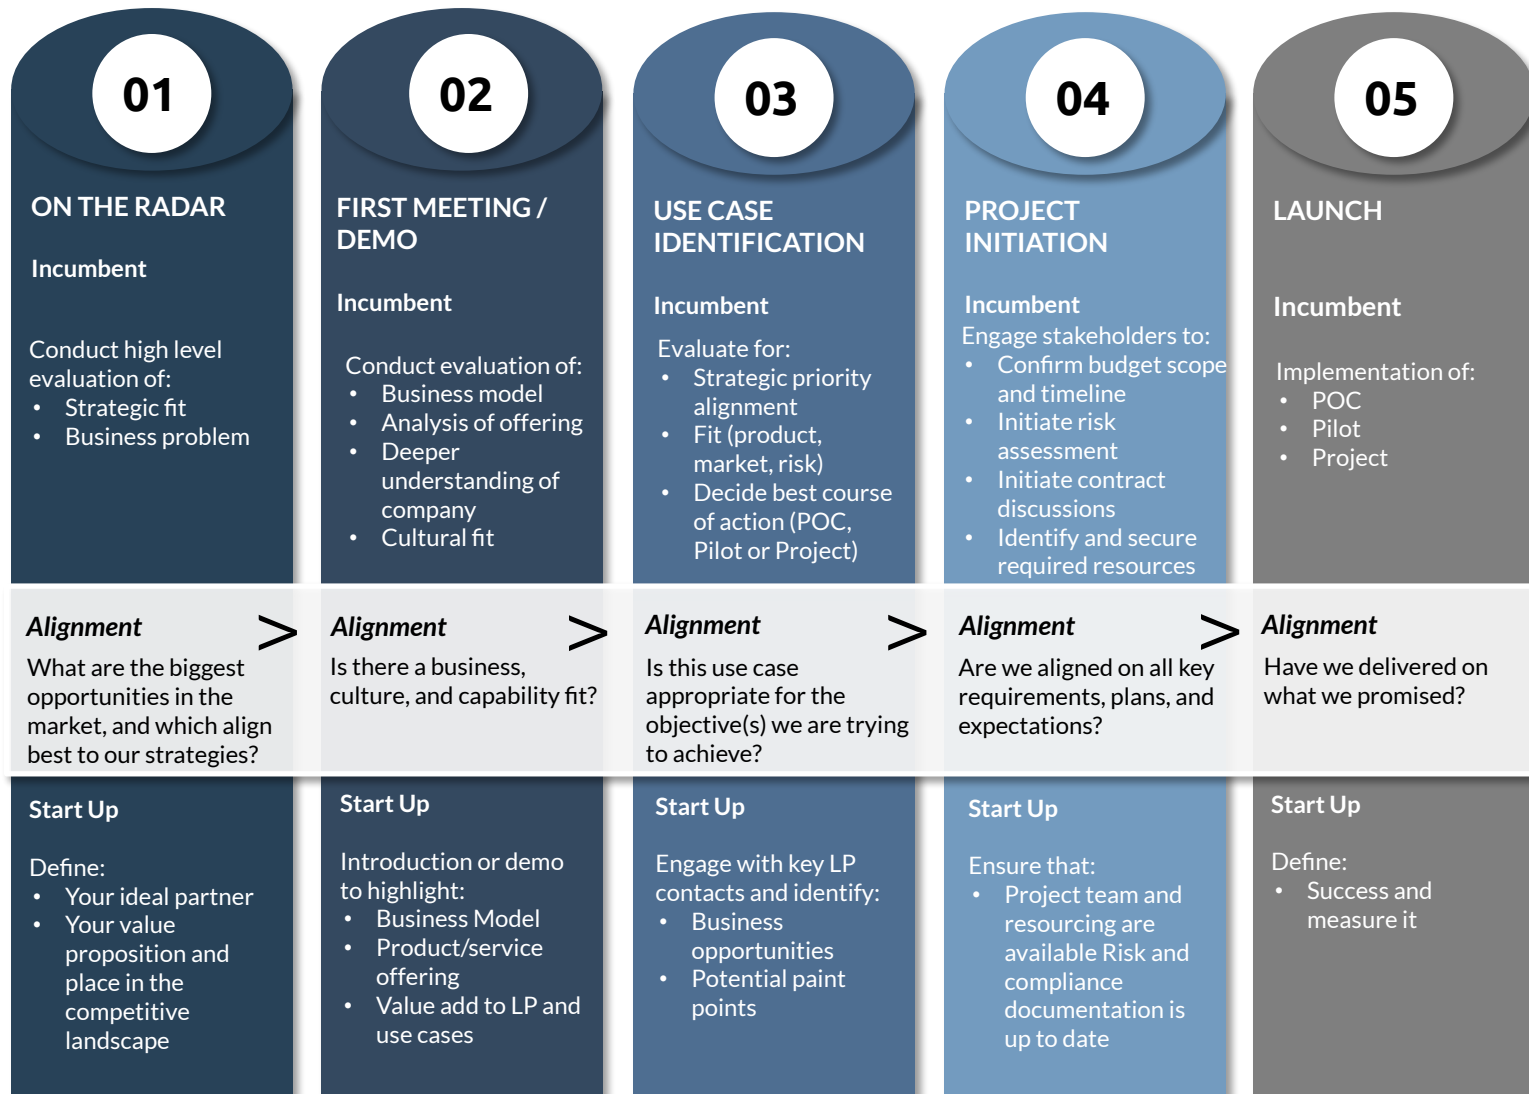 01
ON THE RADAR
Incumbent
Conduct high level
evaluation of:
• Strategic fit
• Business problem
Alignment
>
What are the biggest
opportunities in the
market, and which align
best to our strategies?
Start Up
Define:
• Your ideal partner
• Your value
proposition and
place in the
competitive
landscape
02
FIRST MEETING /
DEMO
Incumbent
Conduct evaluation of:
• Business model
• Analysis of offering
• Deeper
understanding of
company
• Cultural fit
Alignment
>
Is there a business,
culture, and capability fit?
Start Up
Introduction or demo
to highlight:
• Business Model
• Product/service
offering
• Value add to LP and
use cases
03
USE CASE
IDENTIFICATION
Incumbent
Evaluate for:
• Strategic priority
alignment
• Fit (product,
market, risk)
• Decide best course
of action (POC,
Pilot or Project)
Alignment
>
Is this use case
appropriate for the
objective(s) we are trying
to achieve?
Start Up
Engage with key LP
contacts and identify:
• Business
opportunities
• Potential paint
points
04
PROJECT
INITIATION
Incumbent
Engage stakeholders to:
• Confirm budget scope
and timeline
• Initiate risk
assessment
• Initiate contract
discussions
• Identify and secure
required resources
Alignment
>
Are we aligned on all key
requirements, plans, and
expectations?
Start Up
Ensure that:
• Project team and
resourcing are
available Risk and
compliance
documentation is
up to date
05
LAUNCH
Incumbent
Implementation of:
• POC
• Pilot
• Project
Alignment
Have we delivered on
what we promised?
Start Up
Define:
• Success and
measure it